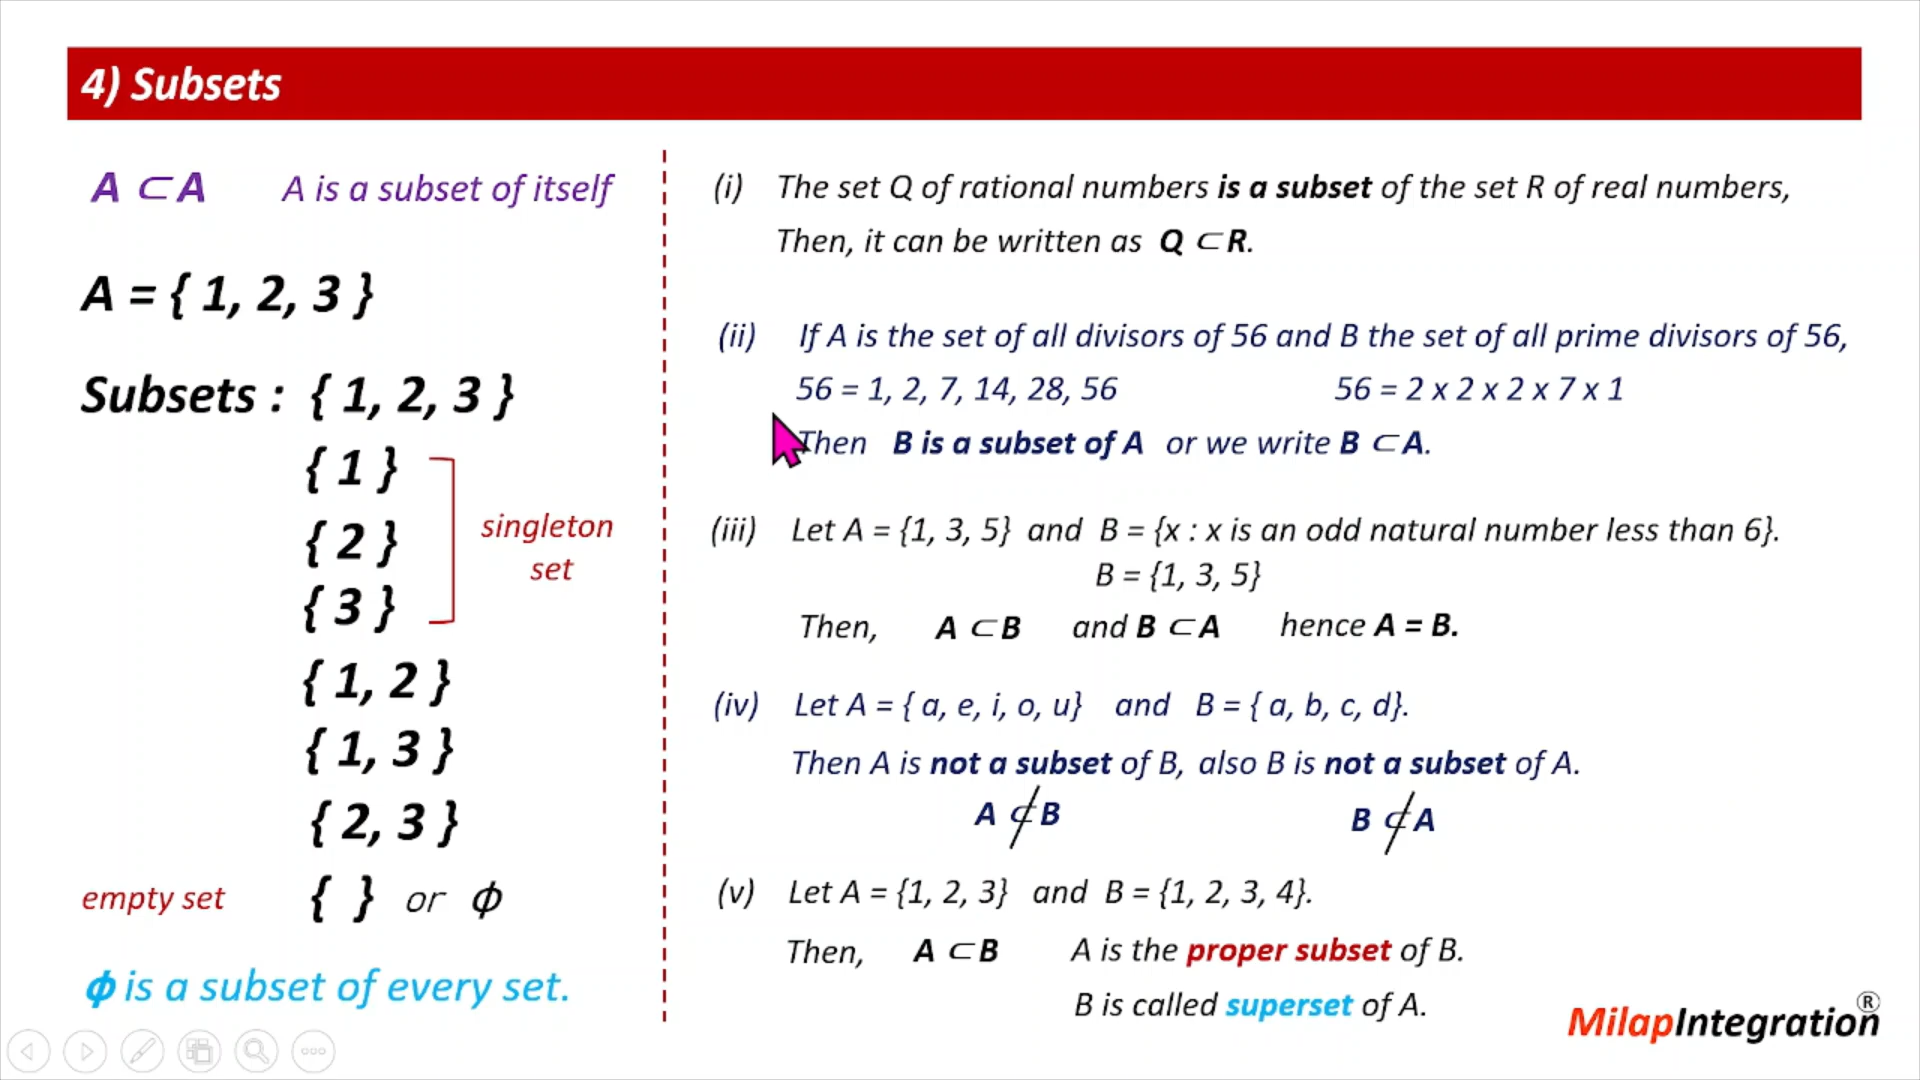 4) Subsets
A ⊂ A A is a subset of itself
A = { 1, 2, 3 }
Subsets : { 1, 2, 3 }
{ 1 }
{ 2 }
{ 3 }
singleton
set
{ 1, 2 }
{ 1, 3 }
{ 2, 3 }
empty set { } or ϕ
ϕ is a subset of every set.
(i) The set Q of rational numbers is a subset of the set R of real numbers,
Then, it can be written as Q ⊂ R.
(ii) If A is the set of all divisors of 56 and B the set of all prime divisors of 56,
56 = 1, 2, 7, 14, 28, 56 56 = 2 x 2 x 2 x 7 x 1
Then B is a subset of A or we write B ⊂ A.
(iii) Let A = {1, 3, 5} and B = {x : x is an odd natural number less than 6}.
B = {1, 3, 5}
Then, A ⊂ B and B ⊂ A hence A = B.
(iv) Let A = { a, e, i, o, u} and B = { a, b, c, d}.
Then A is not a subset of B, also B is not a subset of A.
A ⊄ B B ⊄ A
(v) Let A = {1, 2, 3} and B = {1, 2, 3, 4}.
Then, A ⊂ B A is the proper subset of B.
B is called superset of A.
MilapIntegration®